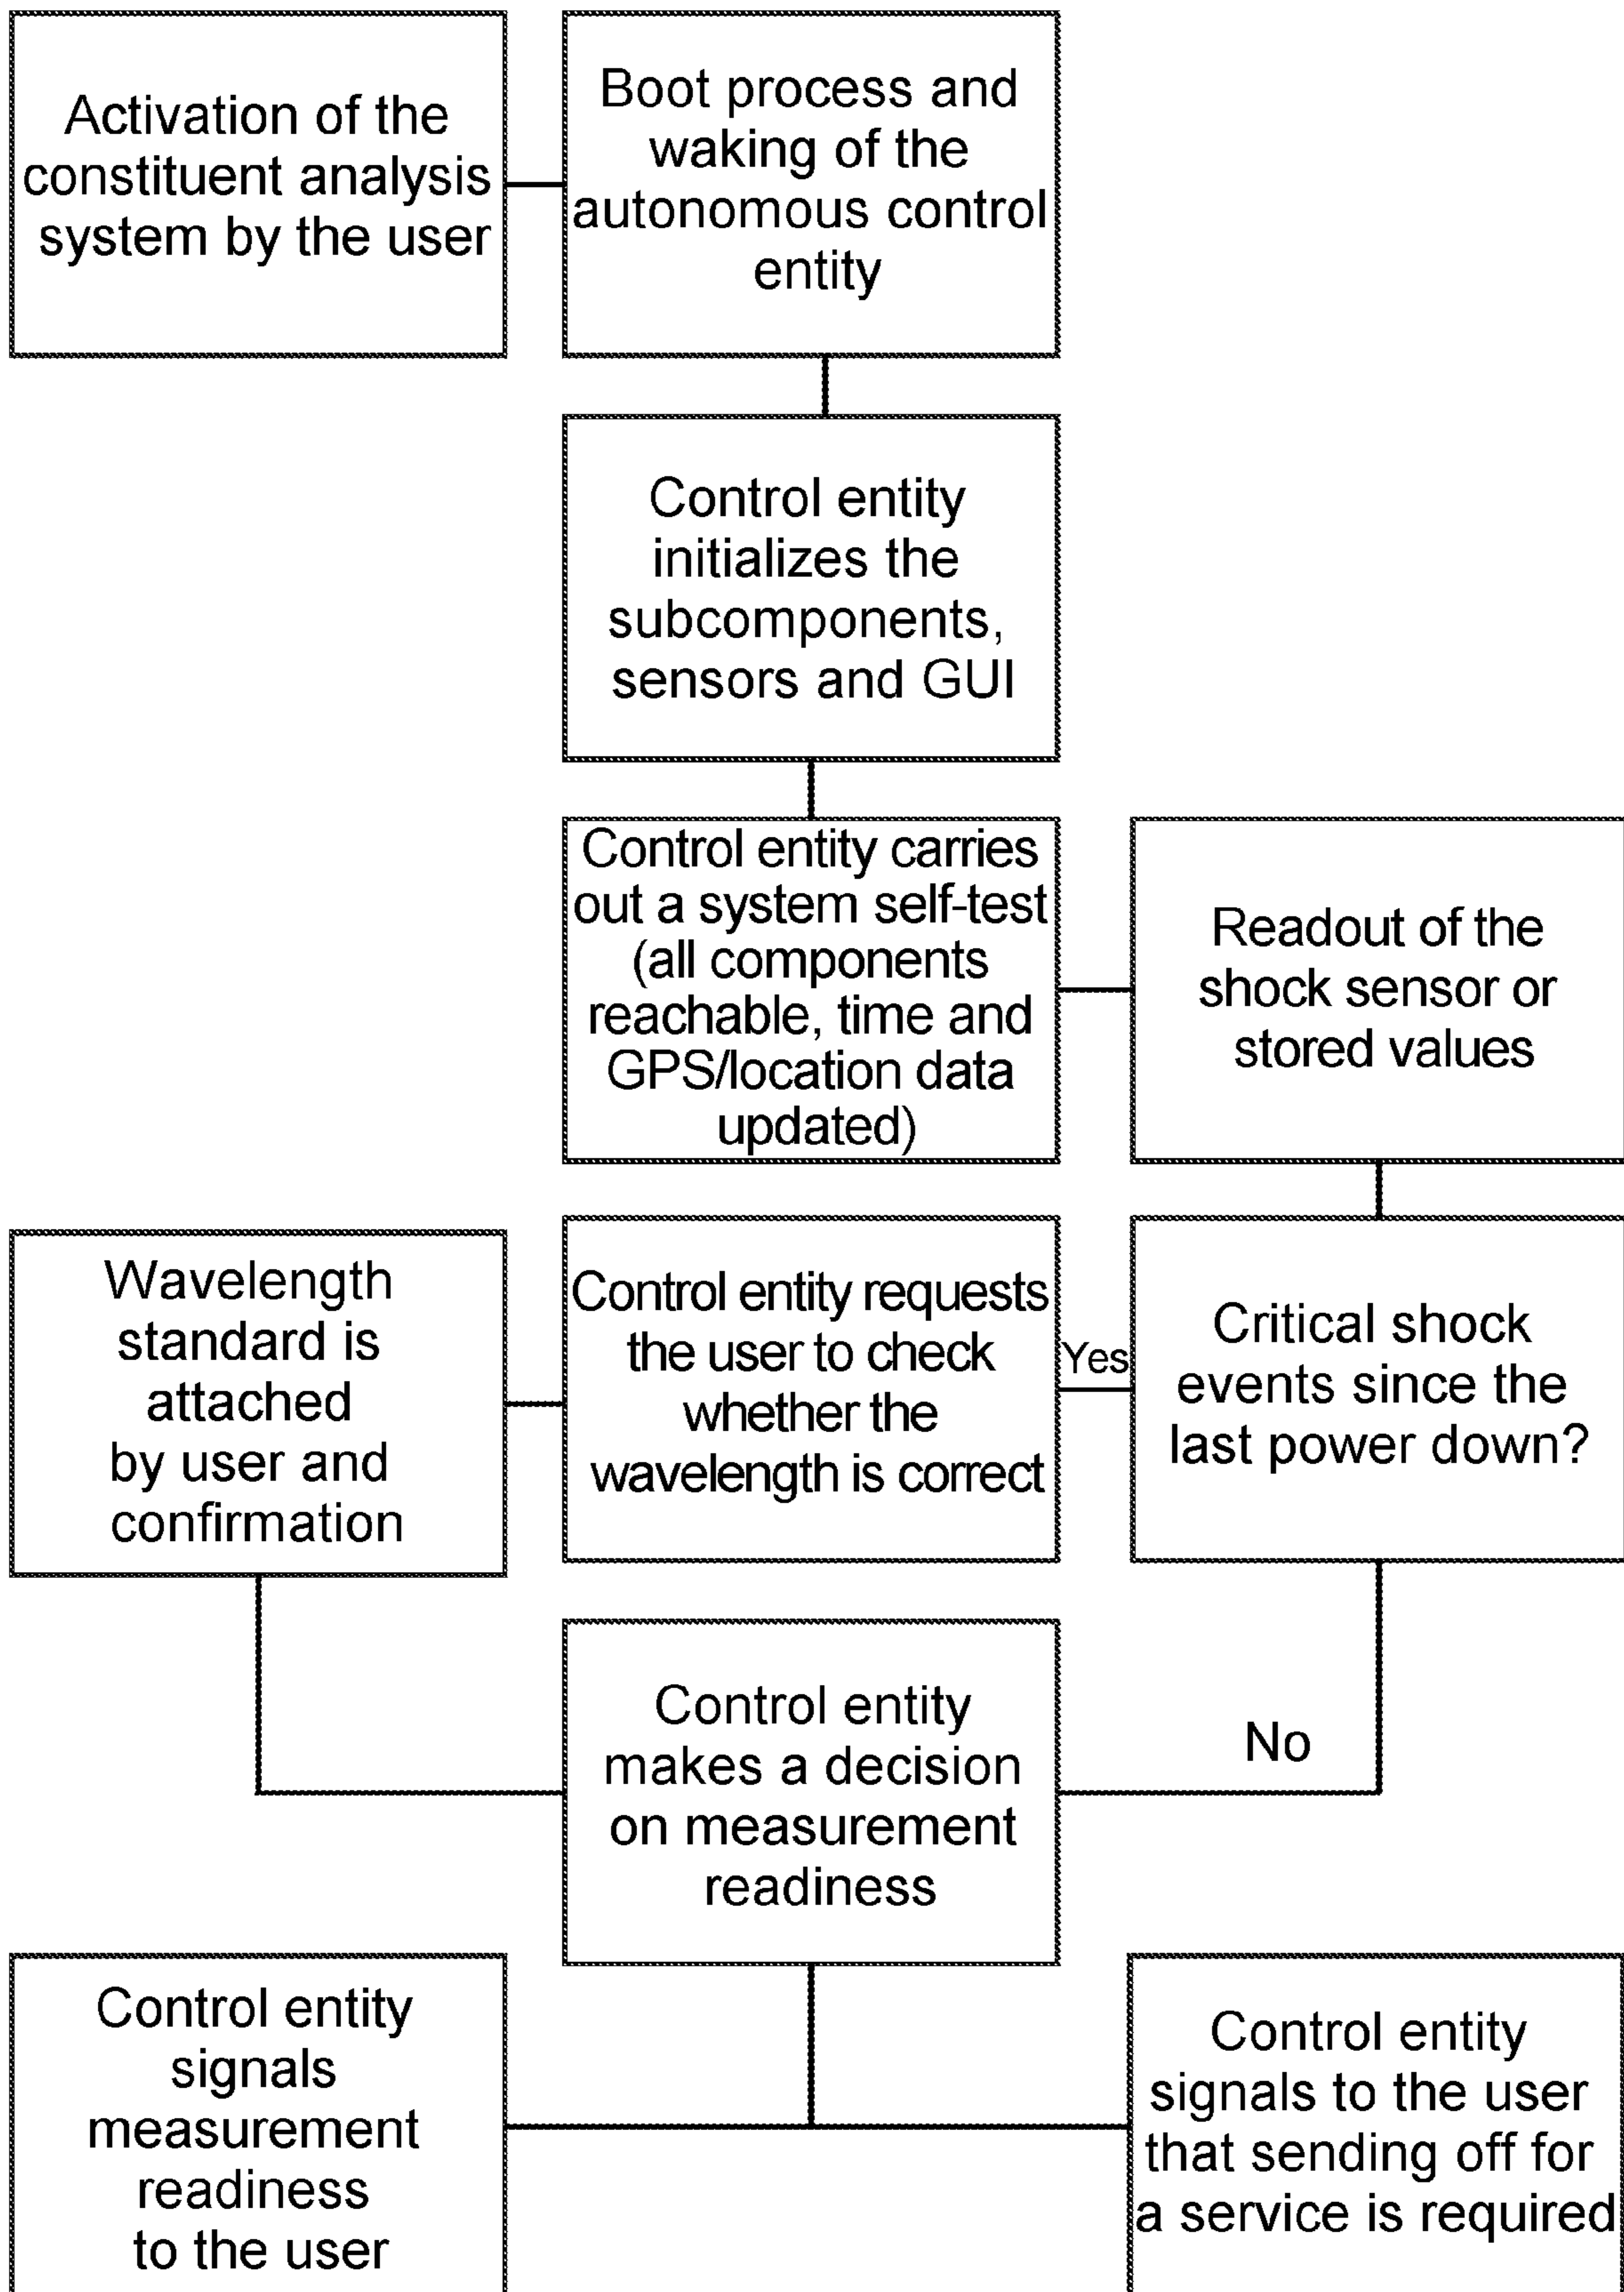 Activation of the
constituent analysis
system by the user
Boot process and
waking of the
autonomous control
entity
Control entity
initializes the
subcomponents,
sensors and GUI
Control entity carries
out a system self-test
(all components
reachable, time and
GPS/location data
updated)
Readout of the
shock sensor or
stored values
Wavelength
standard is
attached
by user and
confirmation
Control entity requests
the user to check
whether the
wavelength is correct
Yes
Critical shock
events since the
last power down?
Control entity
makes a decision
on measurement
readiness
No
Control entity
signals
measurement
readiness
to the user
Control entity
signals to the user
that sending off for
a service is required